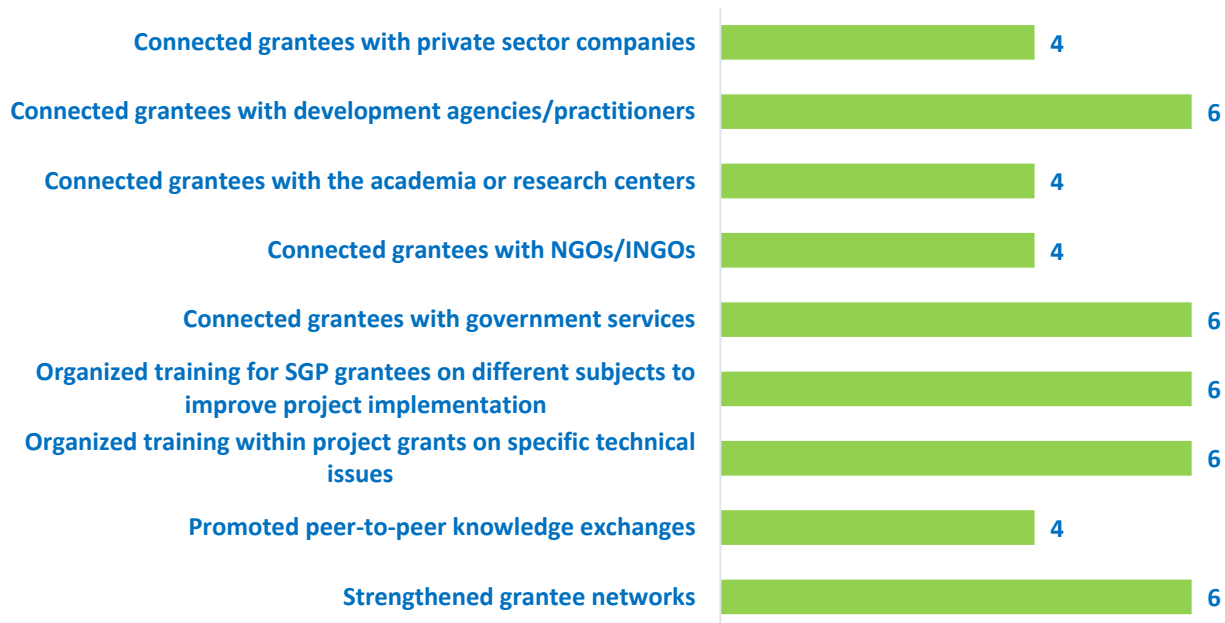 Connected grantees with private sector companies 4
Connected grantees with development agencies/practitioners 6
Connected grantees with the academia or research centers 4
Connected grantees with NGOs/INGOs 4
Connected grantees with government services 6
Organized training for SGP grantees on different subjects to
improve project implementation 6
Organized training within project grants on specific technical
issues 6
Promoted peer-to-peer knowledge exchanges 4
Strengthened grantee networks 6